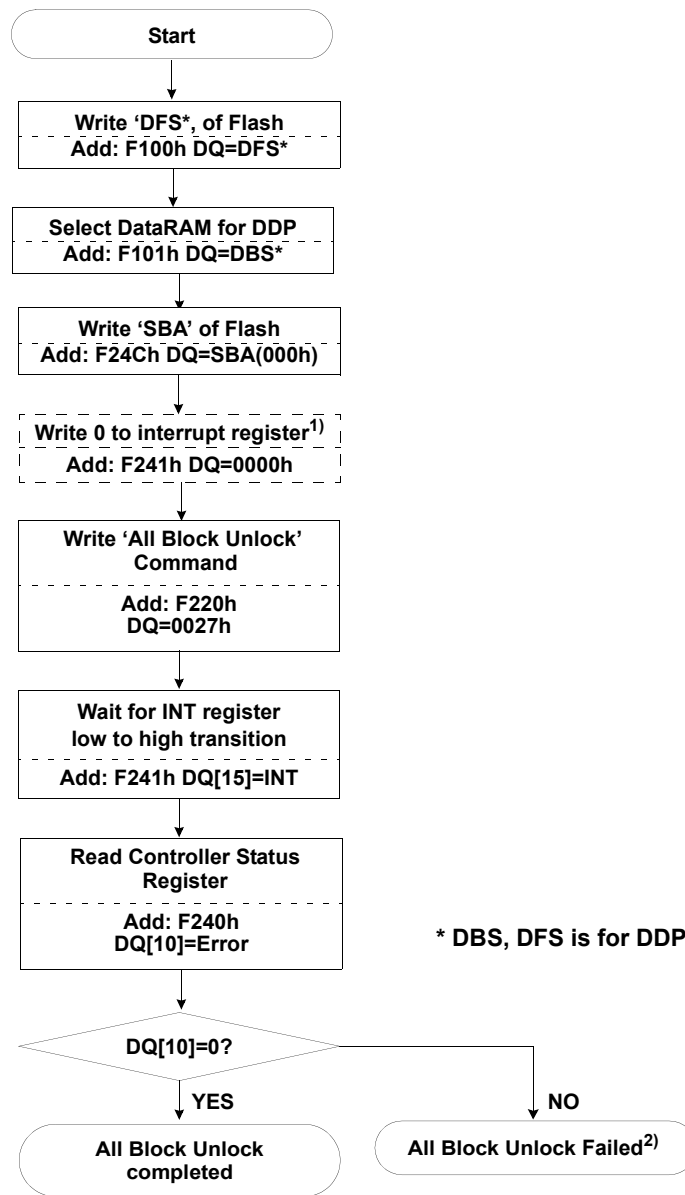 Start
Write ‘DFS*, of Flash
Add: F100h DQ=DFS*
Select DataRAM for DDP
Add: F101h DQ=DBS*
Write ‘SBA’ of Flash
Add: F24Ch DQ=SBA(000h)
Write 0 to interrupt register1)
Add: F241h DQ=0000h
Write ‘All Block Unlock’
Command
Add: F220h
DQ=0027h
Wait for INT register
low to high transition
Add: F241h DQ[15]=INT
Read Controller Status
Register
Add: F240h
DQ[10]=Error
* DBS, DFS is for DDP
DQ[10]=0?
YES
NO
All Block Unlock
completed
All Block Unlock Failed2)